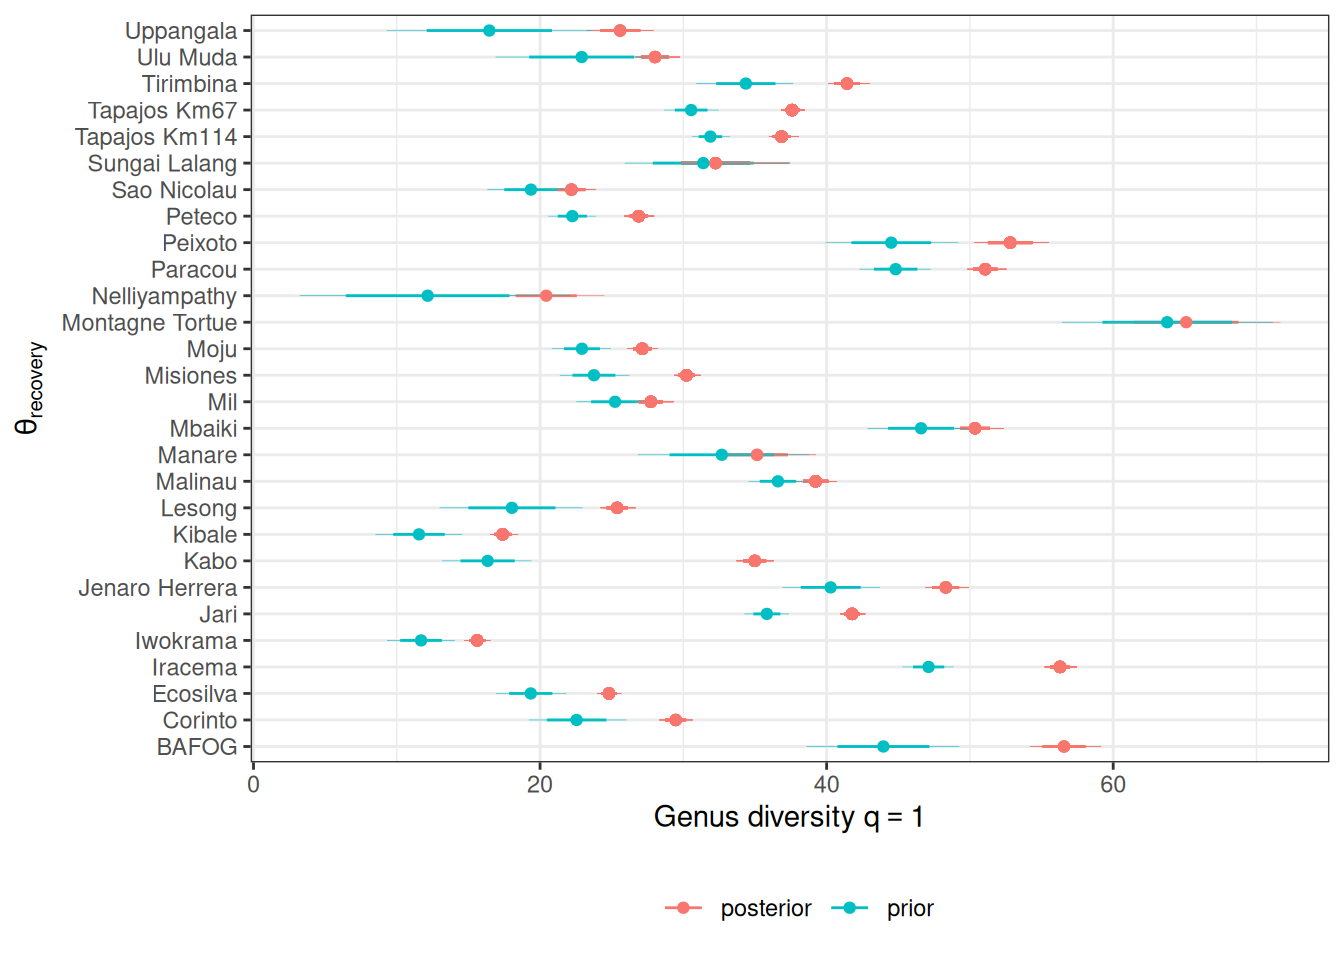 Uppangala
Ulu Muda
Tirimbina
Tapajos Km67
Tapajos Km114
Sungai Lalang
Sao Nicolau
Peteco
Peixoto
Paracou
Nelliyampathy
Montagne Tortue
Moju
Misiones
Mil
Mbaiki
Manare
Malinau
Lesong
Kibale
Kabo
Jenaro Herrera
Jari
Iwokrama
Iracema
Ecosilva
Corinto
BAFOG
θrecovery
0 20 40 60
Genus diversity q = 1
posterior prior